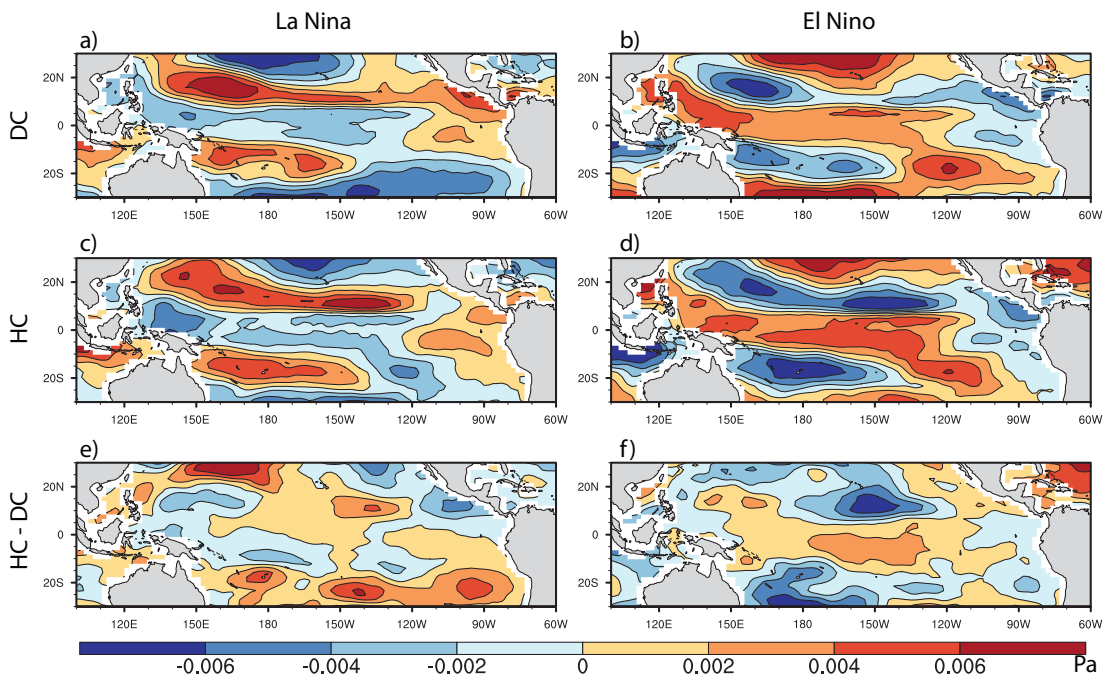 La Nina El Nino
a) b)
DC
20N 20N
0 0
20S 20S
120E 150E 180 150W 120W 90W 60W 120E 150E 180 150W 120W 90W 60W
c) d)
HC
20N 20N
0 0
20S 20S
120E 150E 180 150W 120W 90W 60W 120E 150E 180 150W 120W 90W 60W
e) f)
HC - DC
20N 20N
0 0
20S 20S
120E 150E 180 150W 120W 90W 60W 120E 150E 180 150W 120W 90W 60W
-0.006 -0.004 -0.002 0 0.002 0.004 0.006 Pa